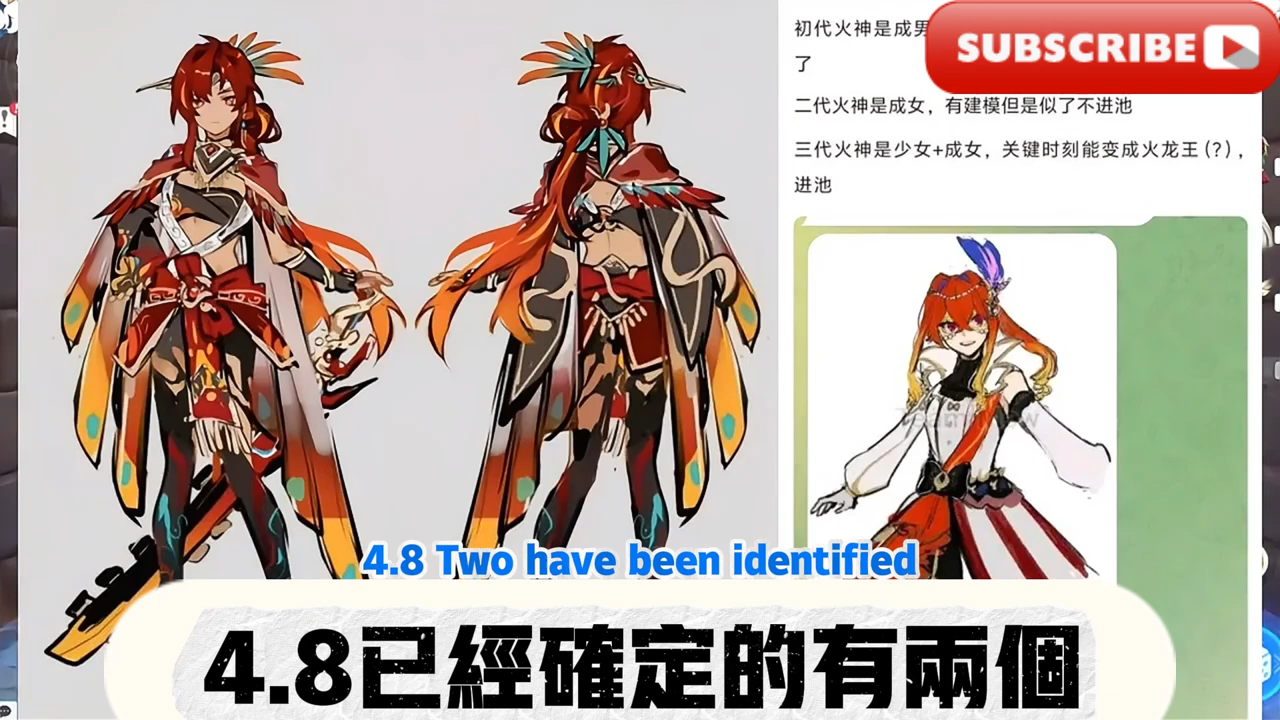 初代火神是成男
了
二代火神是成女，有建模但是似了不进池
三代火神是少女+成女，关键时刻能变成火龙王(?)，
进池
SUBSCRIBE
4.8 Two have been identified
4.8已經確定的有兩個